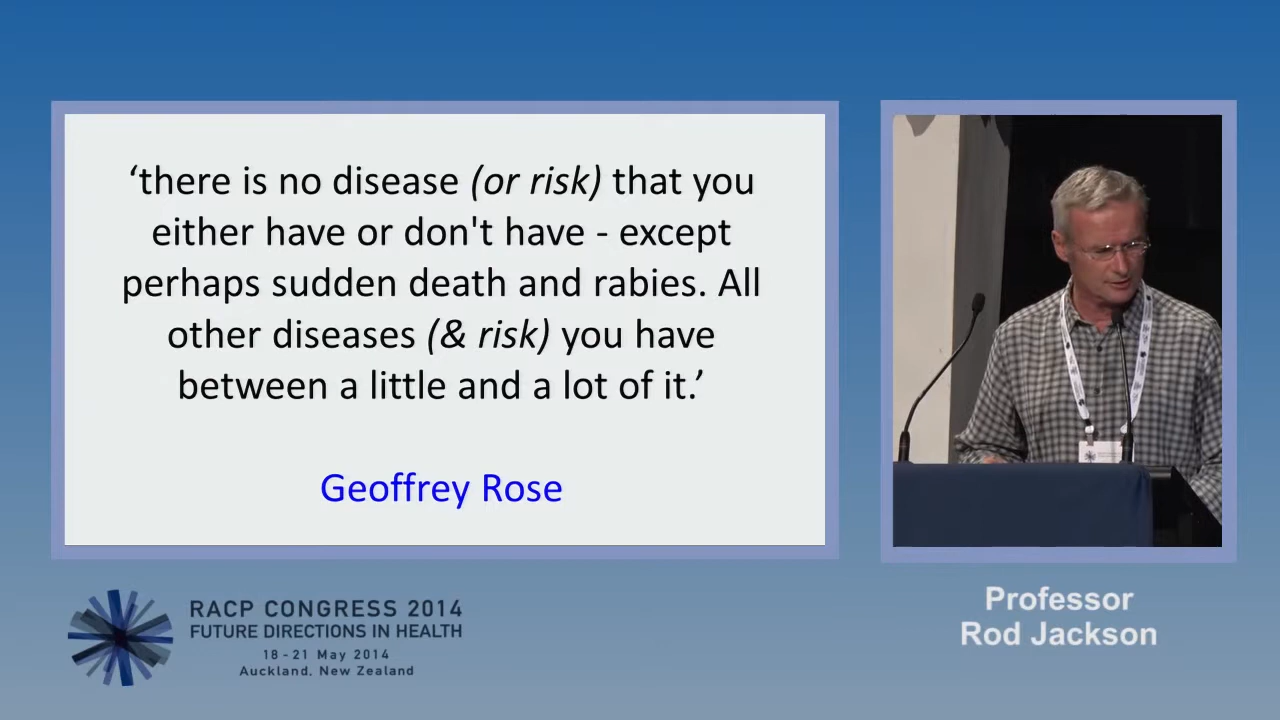 ‘there is no disease (or risk) that you
either have or don't have - except
perhaps sudden death and rabies. All
other diseases (& risk) you have
between a little and a lot of it.’
Geoffrey Rose
RACP CONGRESS 2014
FUTURE DIRECTIONS IN HEALTH
18 - 21 May 2014
Auckland, New Zealand
Professor
Rod Jackson